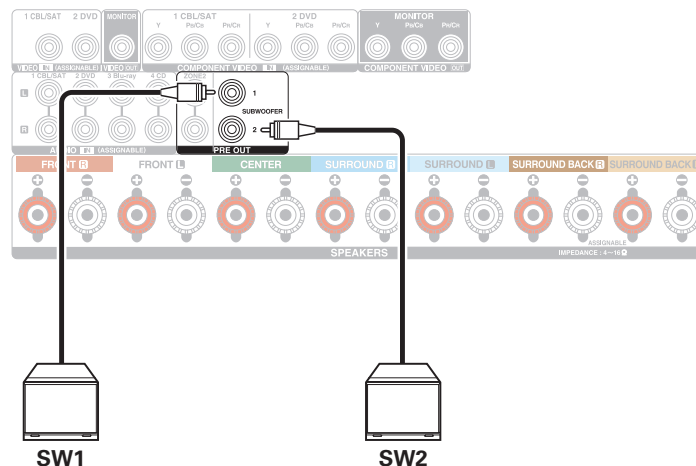 1 CBL/SAT 2 DVD MONITOR 1 CBL/SAT 2 DVD MONITOR
Y PB/CB PR/CR Y PB/CB PR/CR Y PB/CB PR/CR
VIDEO IN (ASSIGNABLE) VIDEO OUT COMPONENT VIDEO IN (ASSIGNABLE) COMPONENT VIDEO OUT
1 CBL/SAT 2 DVD 3 Blu-ray 4 CD ZONE2
L
1
SUBWOOFER
R
2
AUDIO IN (ASSIGNABLE) PRE OUT
FRONT R FRONT L CENTER SURROUND R SURROUND L SURROUND BACK R SURROUND BACK
+ − + − + − + − + − + − + −
ASSIGNABLE
SPEAKERS IMPEDANCE : 4~16Ω
SW1 SW2